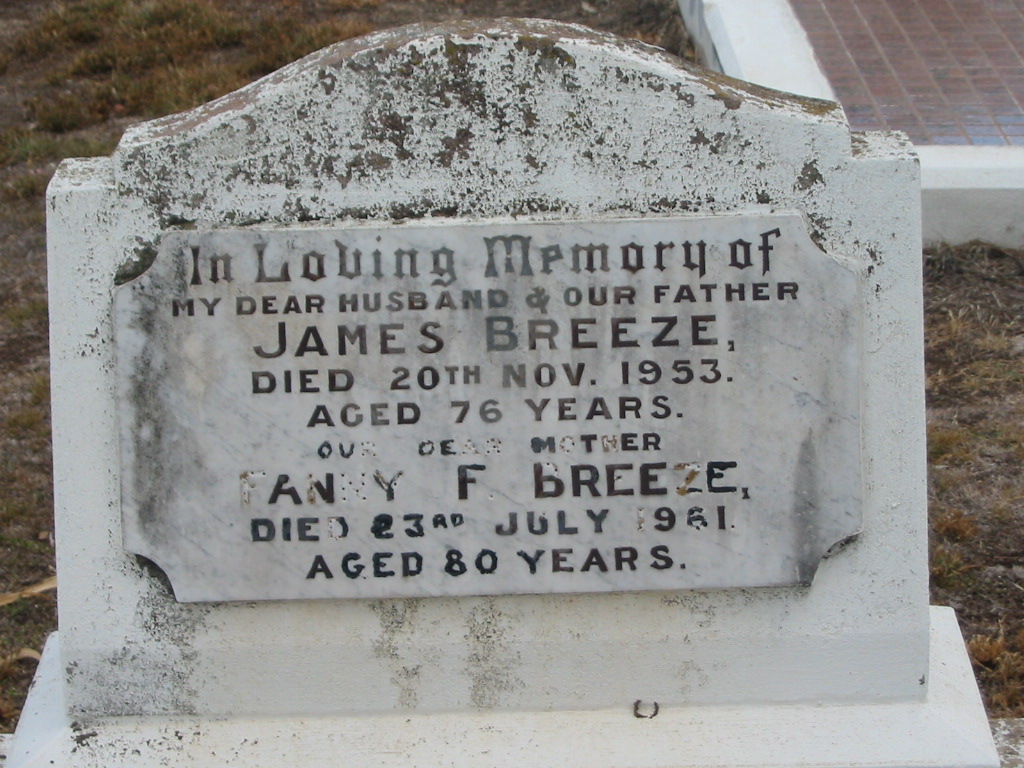 In Loving Memory of
MY DEAR HUSBAND & OUR FATHER
JAMES BREEZE,
DIED 20TH NOV. 1953.
AGED 76 YEARS.
OUR DEAR MOTHER
FANNY F. BREEZE,
DIED 23RD JULY 1961.
AGED 80 YEARS.